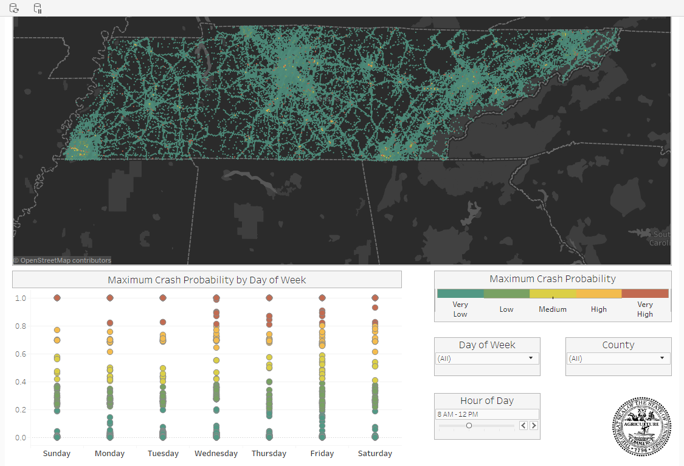 © OpenStreetMap contributors
Maximum Crash Probability by Day of Week
1.0
0.8
0.6
0.4
0.2
0.0
Sunday Monday Tuesday Wednesday Thursday Friday Saturday
Maximum Crash Probability
Very Low Low Medium High Very High
Day of Week
(All)
County
(All)
Hour of Day
8 AM - 12 PM
AGRICULTURE
COMMERCE
1796